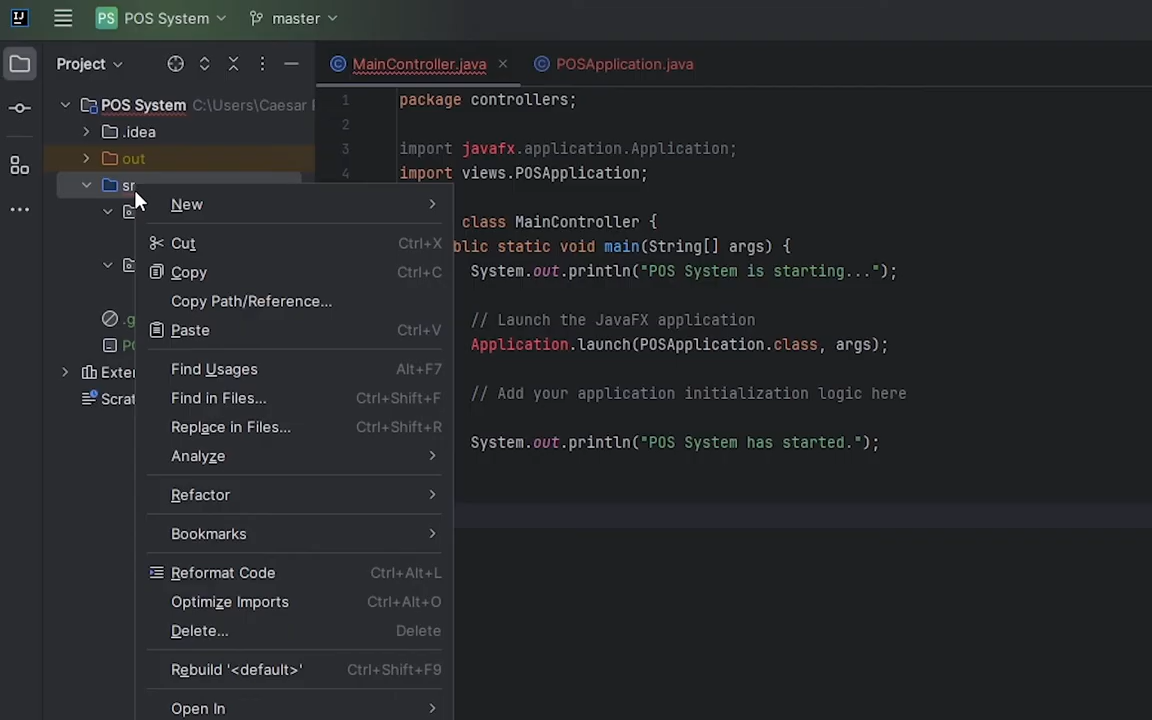 IJ PS POS System master
Project
POS System C:\Users\Caesar
.idea
out
sr
.g
Exter
Scrat
New
Cut Ctrl+X
Copy Ctrl+C
Copy Path/Reference...
Paste Ctrl+V
Find Usages Alt+F7
Find in Files... Ctrl+Shift+F
Replace in Files... Ctrl+Shift+R
Analyze
Refactor
Bookmarks
Reformat Code Ctrl+Alt+L
Optimize Imports Ctrl+Alt+O
Delete... Delete
Rebuild '<default>' Ctrl+Shift+F9
Open In
MainController.java POSApplication.java
1 package controllers;
2
3 import javafx.application.Application;
4 import views.POSApplication;
class MainController {
blic static void main(String[] args) {
System.out.println("POS System is starting...");
// Launch the JavaFX application
Application.launch(POSApplication.class, args);
// Add your application initialization logic here
System.out.println("POS System has started.");